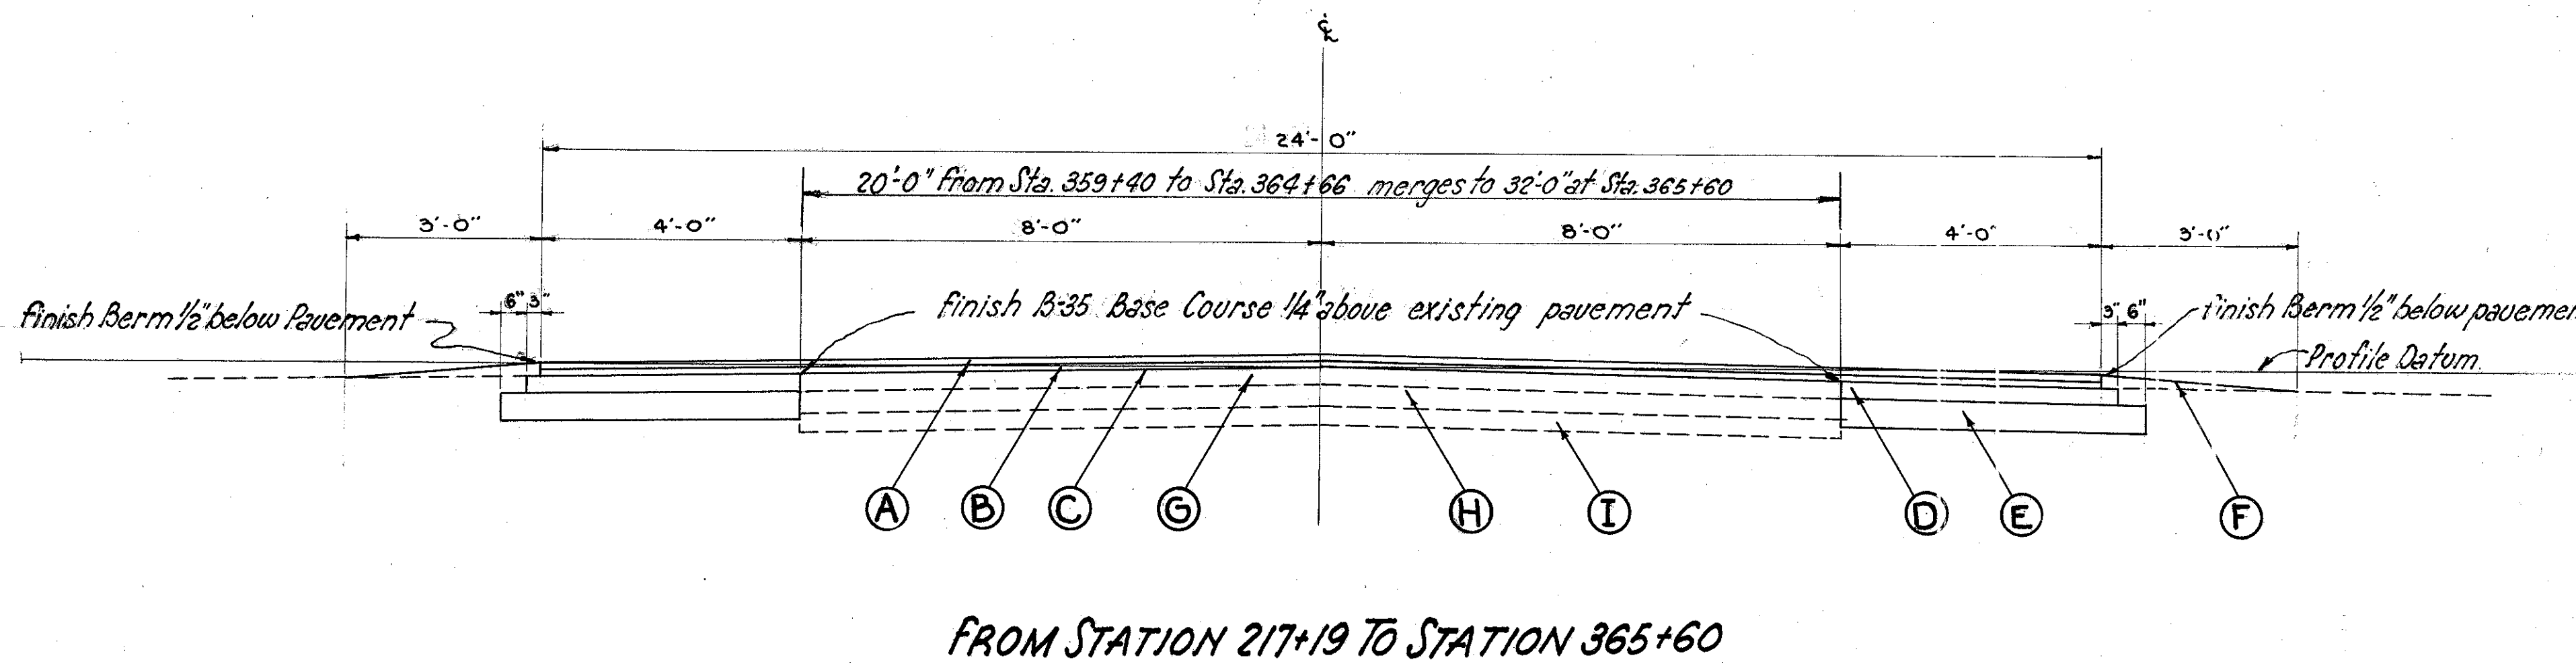 ℄
24'-0"
20'-0" from Sta. 359+40 to Sta. 364+66 merges to 32'-0" at Sta. 365+60
3'-0" 4'-0" 8'-0" 8'-0" 4'-0" 3'-0"
6" 3" 3" 6"
finish Berm 1/2" below Pavement
finish B-35 Base Course 1/4" above existing pavement
finish Berm 1/2" below pavemen
Profile Datum.
A B C G H I D E F
FROM STATION 217+19 TO STATION 365+60